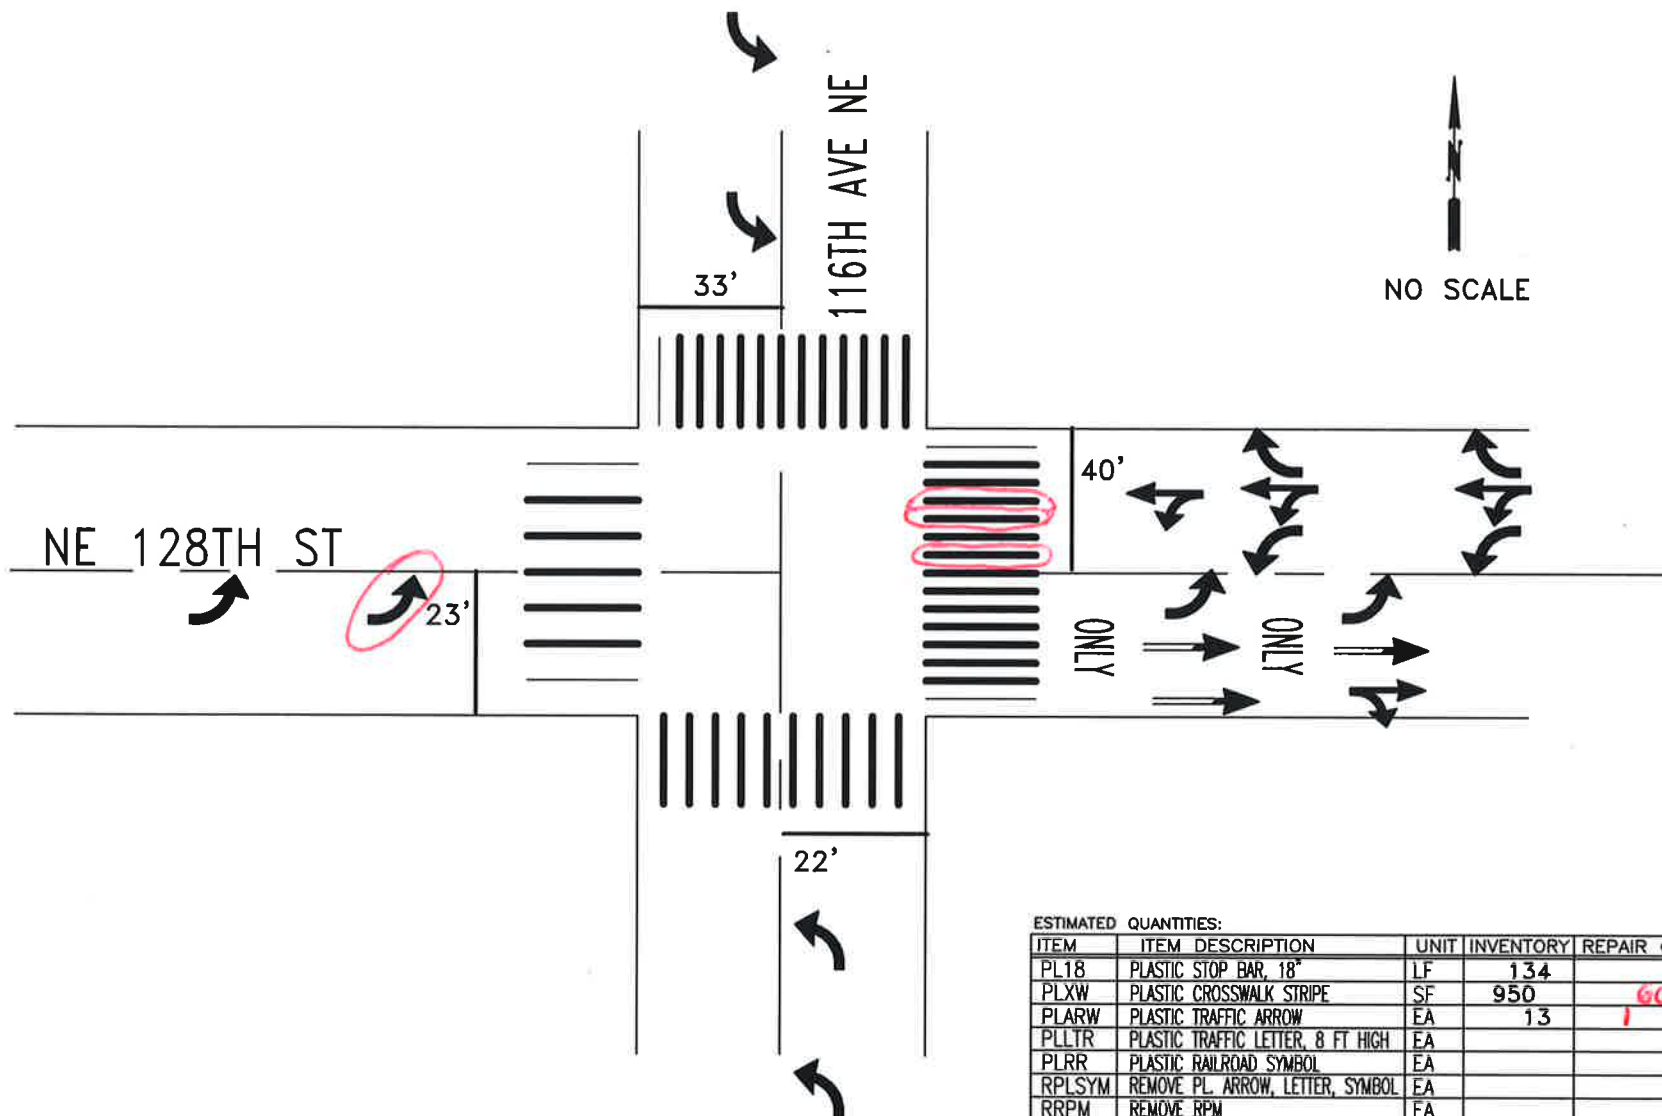 116TH AVE NE
N
NO SCALE
33'
40'
NE 128TH ST
23'
ONLY
ONLY
22'
ESTIMATED QUANTITIES:
ITEM ITEM DESCRIPTION UNIT INVENTORY REPAIR
PL18 PLASTIC STOP BAR, 18" LF 134
PLXW PLASTIC CROSSWALK STRIPE SF 950
PLARW PLASTIC TRAFFIC ARROW EA 13 1
PLLTR PLASTIC TRAFFIC LETTER, 8 FT HIGH EA
PLRR PLASTIC RAILROAD SYMBOL EA
RPLSYM REMOVE PL. ARROW, LETTER, SYMBOL EA
RRPM REMOVE RPM EA